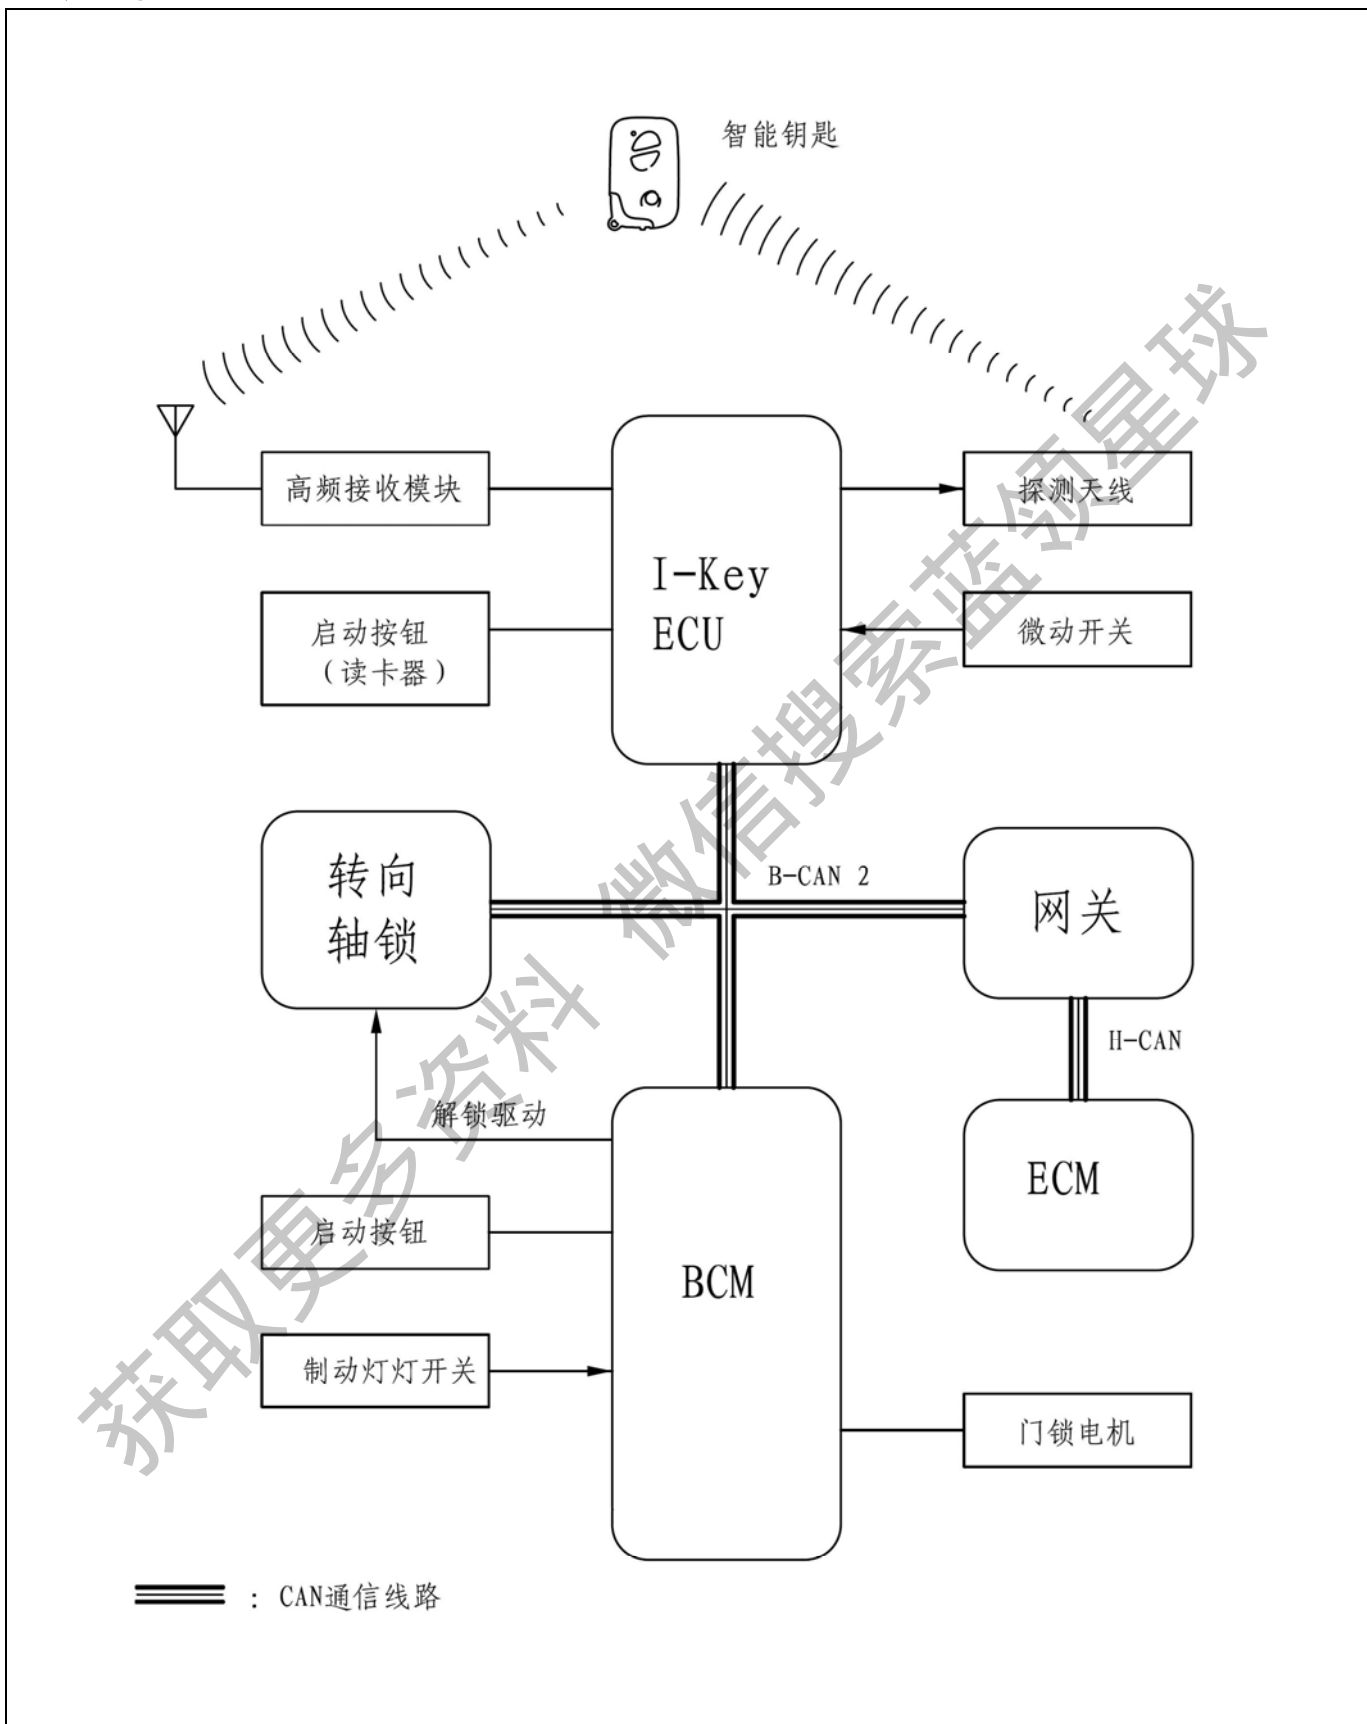 智能钥匙
高频接收模块
探测天线
I-Key
ECU
启动按钮
（读卡器）
微动开关
转向
轴锁
B-CAN 2
网关
H-CAN
解锁驱动
ECM
启动按钮
BCM
制动灯灯开关
门锁电机
：CAN通信线路
获取更多资料 微信搜索蓝领星球